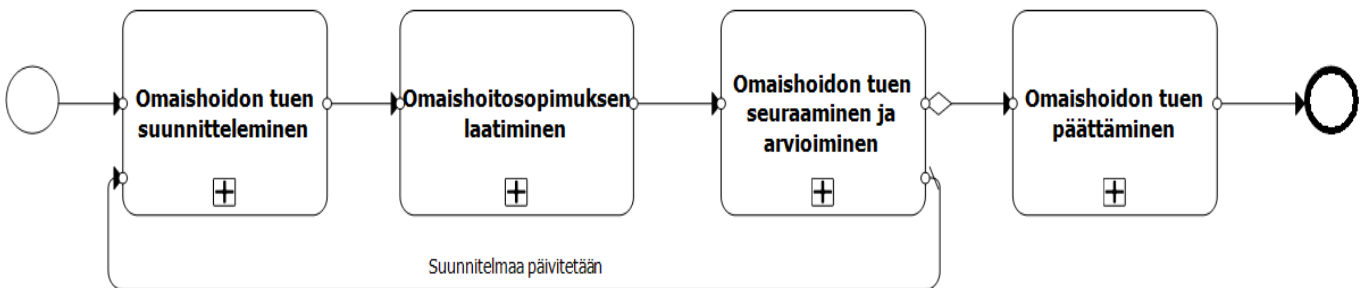 Omaishoidon tuen
suunnitteleminen
Omaishoitosopimuksen
laatiminen
Omaishoidon tuen
seuraaminen ja
arvioiminen
Omaishoidon tuen
päättäminen
Suunnitelmaa päivitetään